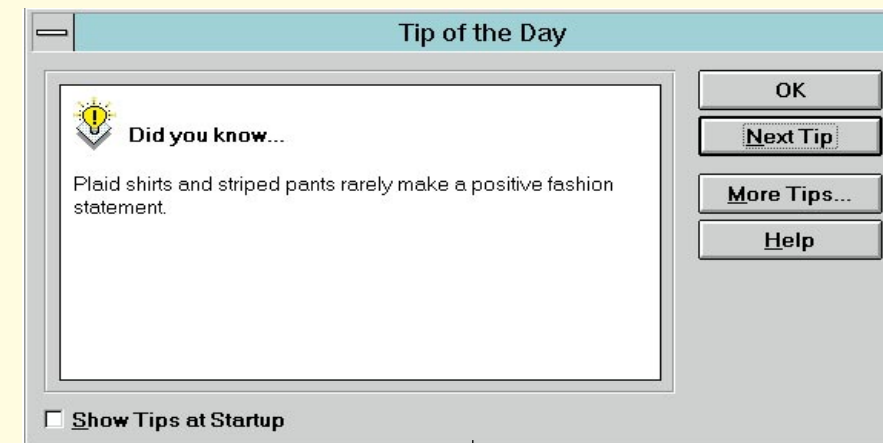 Tip of the Day
Did you know...
Plaid shirts and striped pants rarely make a positive fashion
statement.
OK
Next Tip
More Tips...
Help
Show Tips at Startup